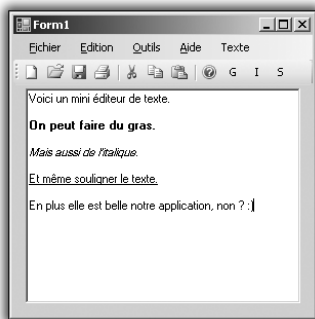 Form1
Fichier Edition Outils Aide Texte
G I S
Voici un mini éditeur de texte.
On peut faire du gras.
Mais aussi de l'italique.
Et même souligner le texte.
En plus elle est belle notre application, non ? :)